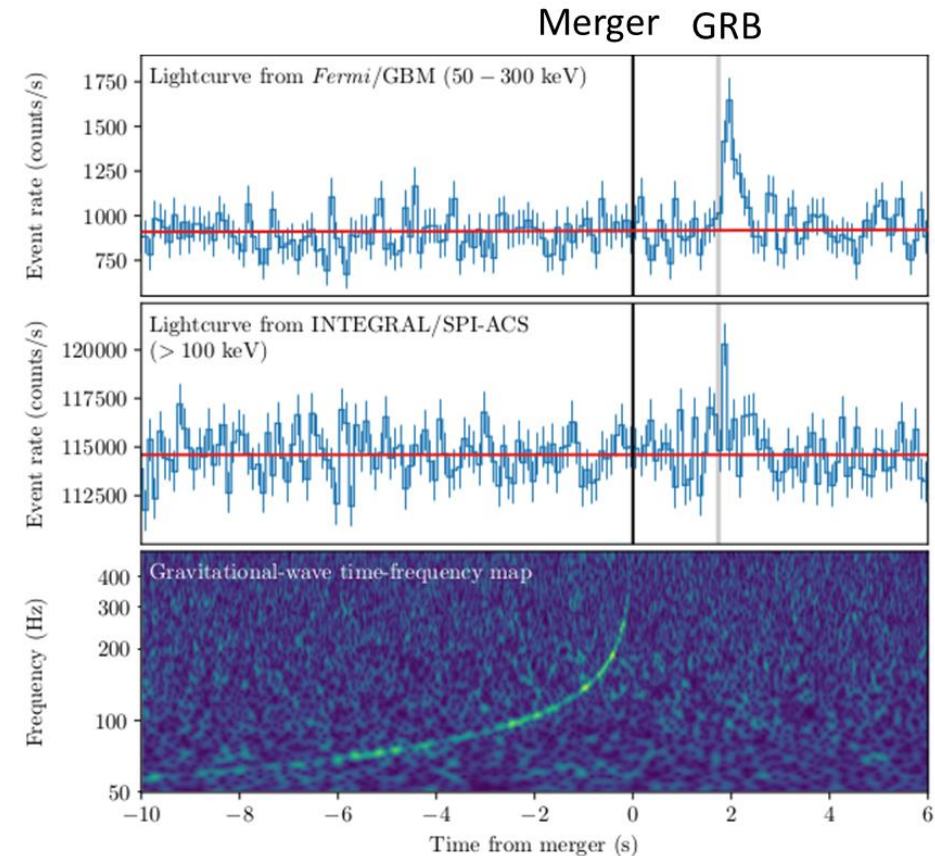 Merger GRB
Lightcurve from Fermi/GBM (50 – 300 keV)
Event rate (counts/s)
1750
1500
1250
1000
750
Lightcurve from INTEGRAL/SPI-ACS
(> 100 keV)
Event rate (counts/s)
120000
117500
115000
112500
Gravitational-wave time-frequency map
Frequency (Hz)
400
300
200
100
50
−10 −8 −6 −4 −2 0 2 4 6
Time from merger (s)